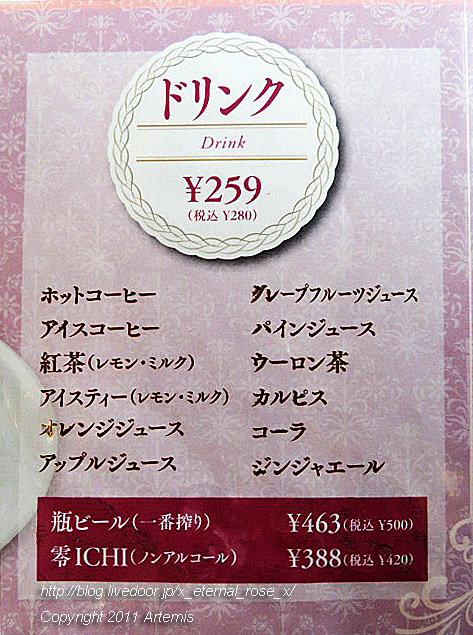 ドリンク
Drink
¥259
(税込 ¥280)
ホットコーヒー
アイスコーヒー
紅茶(レモン・ミルク)
アイスティー(レモン・ミルク)
オレンジジュース
アップルジュース
グレープフルーツジュース
パインジュース
ウーロン茶
カルピス
コーラ
ジンジャエール
瓶ビール(一番搾り) ¥463(税込 ¥500)
零ICHI(ノンアルコール) ¥388(税込 ¥420)
http://blog.livedoor.jp/x_eternal_rose_x/
Copyright 2011 Artemis